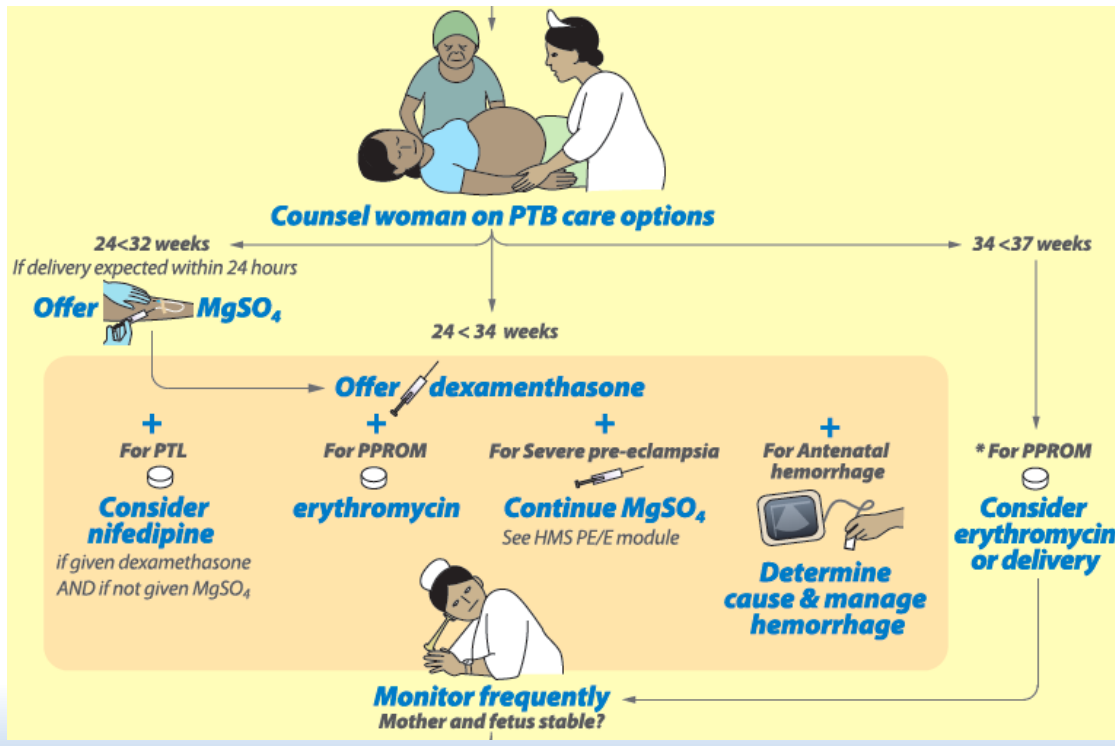 Counsel woman on PTB care options
24<32 weeks
If delivery expected within 24 hours
Offer MgSO₄
34 <37 weeks
24 < 34 weeks
Offer dexamenthasone
+
For PTL
Consider
nifedipine
if given dexamethasone
AND if not given MgSO₄
+
For PPROM
erythromycin
+
For Severe pre-eclampsia
Continue MgSO₄
See HMS PE/E module
+
For Antenatal
hemorrhage
Determine
cause & manage
hemorrhage
* For PPROM
Consider
erythromycin
or delivery
Monitor frequently
Mother and fetus stable?